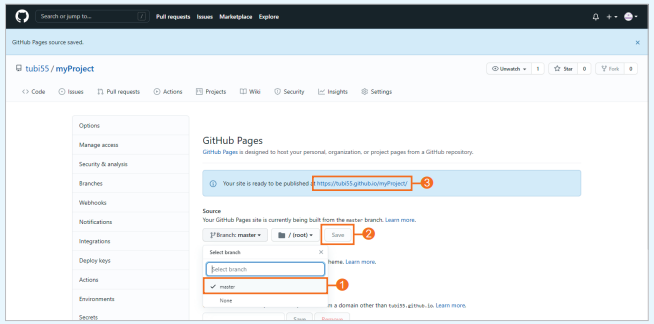 Search or jump to... /
Pull requests Issues Marketplace Explore
GitHub Pages source saved. ×
tubi55 / myProject
Unwatch 1 Star 0 Fork 0
Code Issues Pull requests Actions Projects Wiki Security Insights Settings
Options
Manage access
Security & analysis
Branches
Webhooks
Notifications
Integrations
Deploy keys
Actions
Environments
Secrets
GitHub Pages
GitHub Pages is designed to host your personal, organization, or project pages from a GitHub repository.
Your site is ready to be published at https://tubi55.github.io/myProject/ 3
Source
Your GitHub Pages site is currently being built from the master branch. Learn more.
Branch: master / (root) Save 2
Select branch ×
heme. Learn more.
Select branch
master 1
None
m a domain other than tubi55.github.io. Learn more.
Save Remove